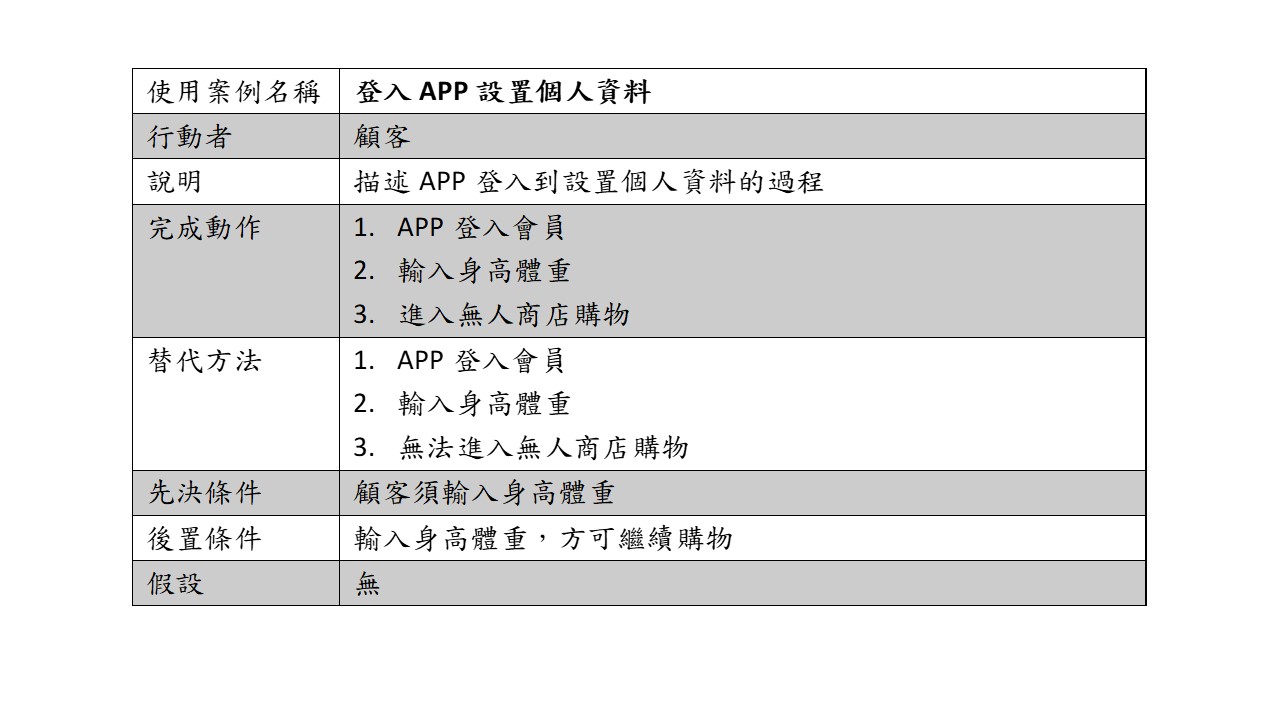 使用案例名稱 登入 APP 設置個人資料
行動者 顧客
說明 描述 APP 登入到設置個人資料的過程
完成動作 1. APP 登入會員
2. 輸入身高體重
3. 進入無人商店購物
替代方法 1. APP 登入會員
2. 輸入身高體重
3. 無法進入無人商店購物
先決條件 顧客須輸入身高體重
後置條件 輸入身高體重，方可繼續購物
假設 無